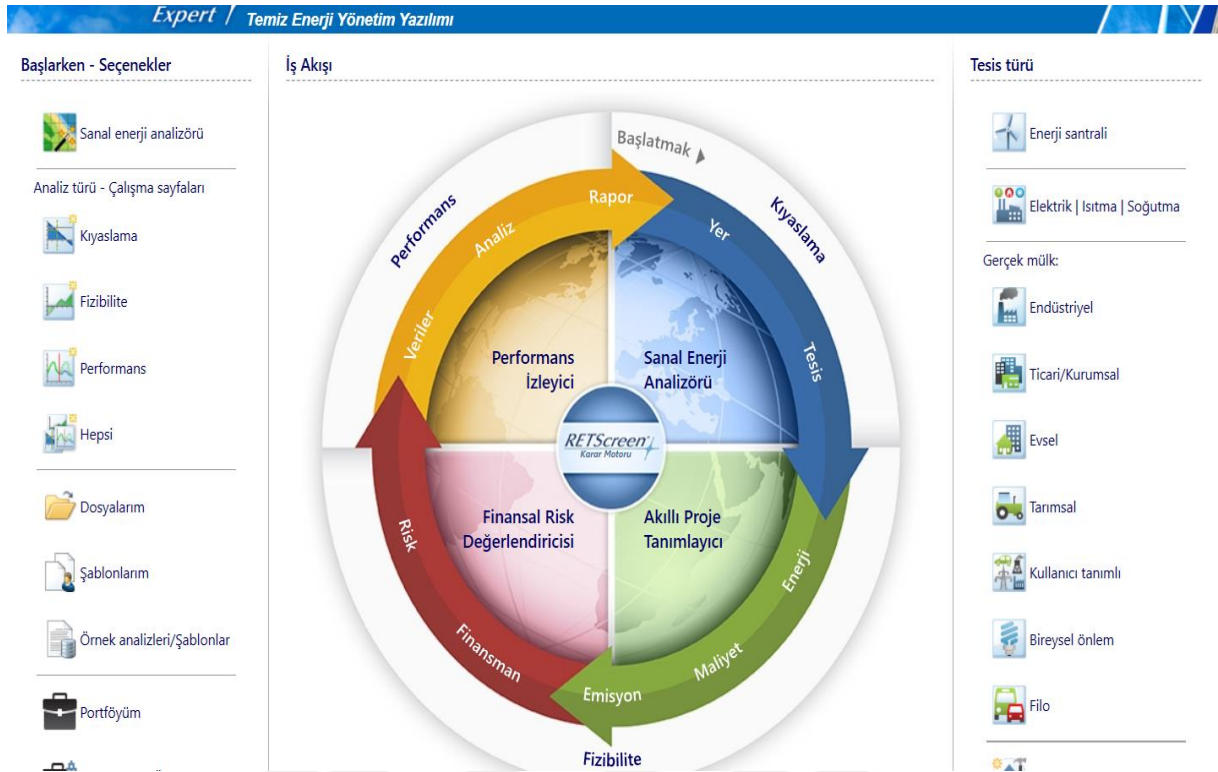 Expert / Temiz Enerji Yönetim Yazılımı
Başlarken - Seçenekler
Sanal enerji analizörü
Analiz türü - Çalışma sayfaları
Kıyaslama
Fizibilite
Performans
Hepsi
Dosyalarım
Şablonlarım
Örnek analizleri/Şablonlar
Portföyüm
İş Akışı
Başlatmak
Performans
Kıyaslama
Rapor
Analiz
Veriler
Yer
Tesis
Performans
İzleyici
Sanal Enerji
Analizörü
RETScreen
Karar Motoru
Finansal Risk
Değerlendiricisi
Akıllı Proje
Tanımlayıcı
Risk
Finansman
Enerji
Maliyet
Emisyon
Fizibilite
Tesis türü
Enerji santrali
Elektrik | Isıtma | Soğutma
Gerçek mülk:
Endüstriyel
Ticari/Kurumsal
Evsel
Tarımsal
Kullanıcı tanımlı
Bireysel önlem
Filo